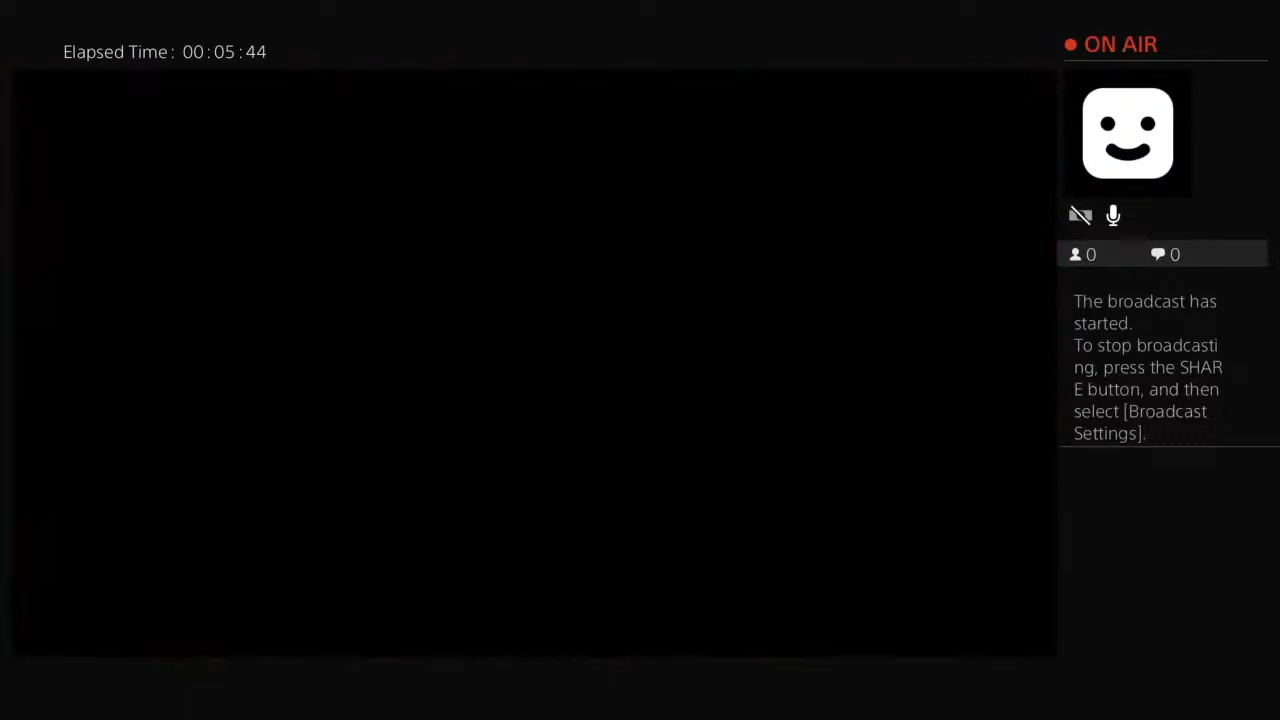 Elapsed Time: 00:05:44
ON AIR
0 0
The broadcast has
started.
To stop broadcasti
ng, press the SHAR
E button, and then
select [Broadcast
Settings].